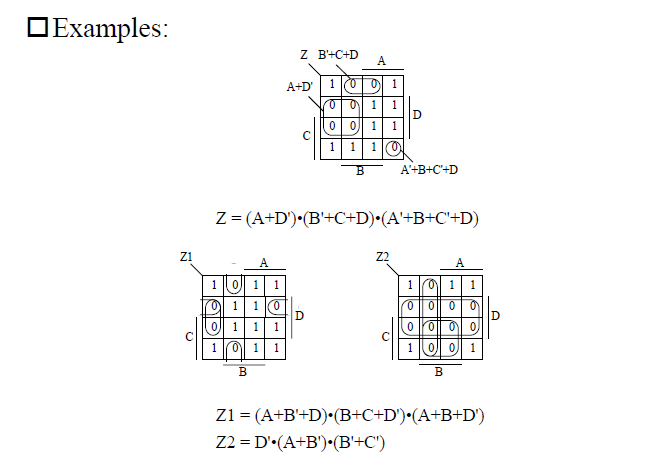 Examples:
Z B'+C+D
A
A+D'
1 0 0 1
0 0 1 1
D
0 0 1 1
C
1 1 1 0
B
A'+B+C'+D
Z = (A+D')•(B'+C+D)•(A'+B+C'+D)
Z1
A
1 0 1 1
0 1 1 0
D
0 1 1 1
C
1 0 1 1
B
Z2
A
1 0 1 1
0 0 0 0
D
0 0 0 0
C
1 0 0 1
B
Z1 = (A+B'+D)•(B+C+D')•(A+B+D')
Z2 = D'•(A+B')•(B'+C')